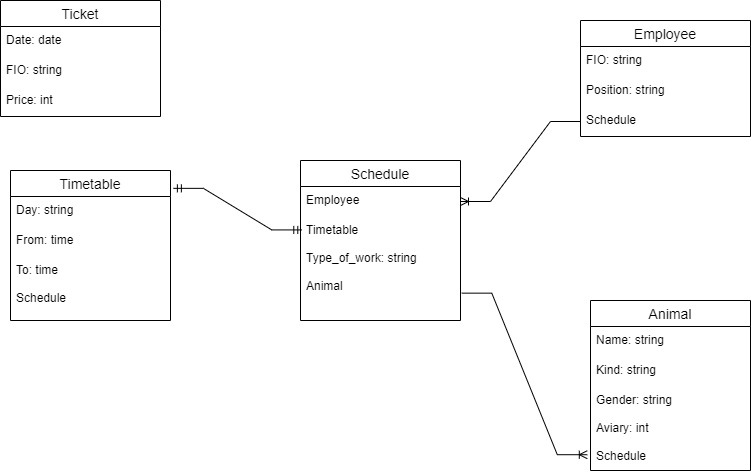 Ticket
Date: date
FIO: string
Price: int
Employee
FIO: string
Position: string
Schedule
Timetable
Day: string
From: time
To: time
Schedule
Schedule
Employee
Timetable
Type_of_work: string
Animal
Animal
Name: string
Kind: string
Gender: string
Aviary: int
Schedule